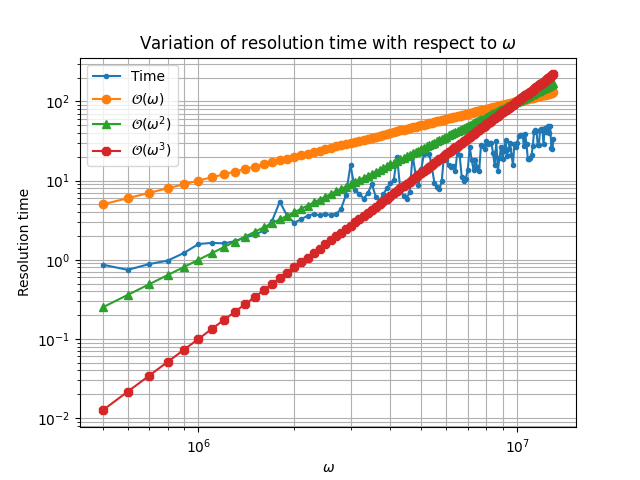 Variation of resolution time with respect to ω
Time
𝒪(ω)
𝒪(ω²)
𝒪(ω³)
Resolution time
10²
10¹
10⁰
10⁻¹
10⁻²
10⁶
10⁷
ω